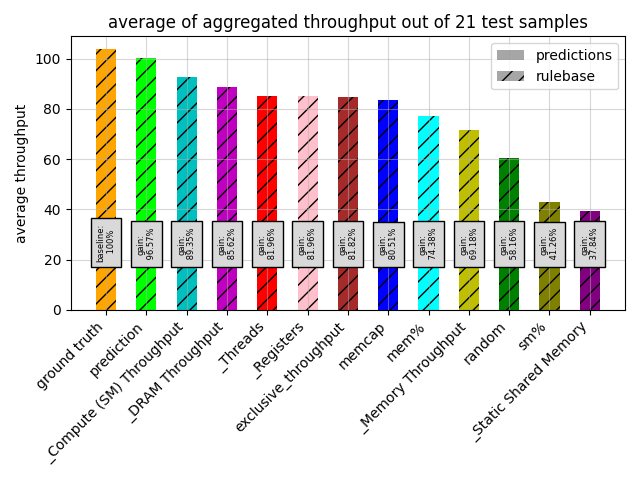 average of aggregated throughput out of 21 test samples
predictions
rulebase
average throughput
100
80
60
40
20
0
baseline:
100%
gain:
96.57%
gain:
89.35%
gain:
85.62%
gain:
81.96%
gain:
81.96%
gain:
81.82%
gain:
80.51%
gain:
74.38%
gain:
69.18%
gain:
58.16%
gain:
41.26%
gain:
37.84%
ground truth
prediction
_Compute (SM) Throughput
_DRAM Throughput
_Threads
_Registers
exclusive_throughput
memcap
mem%
_Memory Throughput
random
sm%
_Static Shared Memory